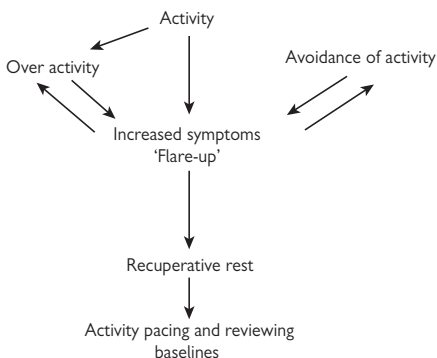 Activity
Over activity
Avoidance of activity
Increased symptoms
‘Flare-up’
Recuperative rest
Activity pacing and reviewing
baselines